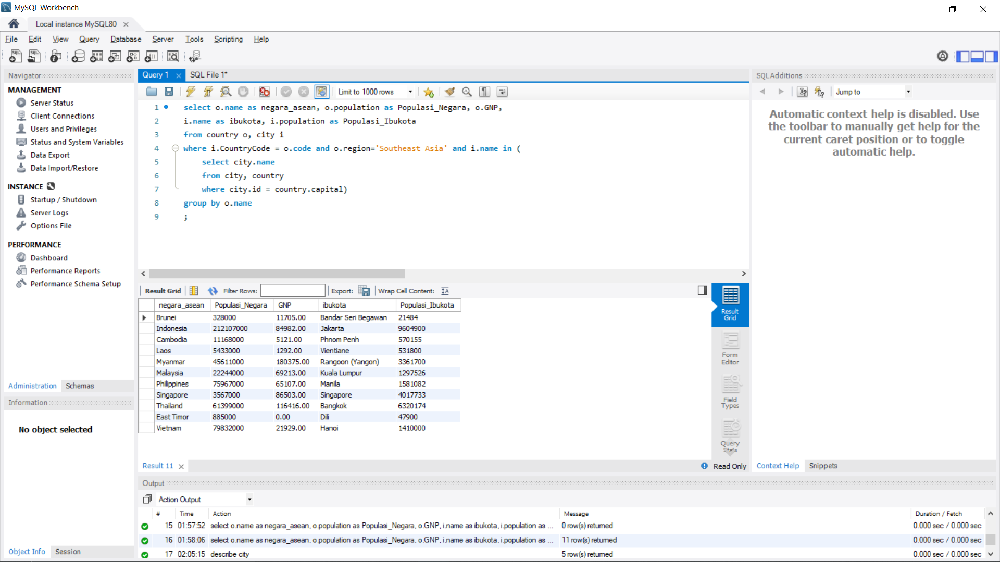 MySQL Workbench
Local instance MySQL80
File Edit View Query Database Server Tools Scripting Help
Navigator
MANAGEMENT
Server Status
Client Connections
Users and Privileges
Status and System Variables
Data Export
Data Import/Restore
INSTANCE
Startup / Shutdown
Server Logs
Options File
PERFORMANCE
Dashboard
Performance Reports
Performance Schema Setup
Administration Schemas
Information
No object selected
Object Info Session
Query 1 SQL File 1*
Limit to 1000 rows
1 select o.name as negara_asean, o.population as Populasi_Negara, o.GNP,
2 i.name as ibukota, i.population as Populasi_Ibukota
3 from country o, city i
4 where i.CountryCode = o.code and o.region='Southeast Asia' and i.name in (
5 select city.name
6 from city, country
7 where city.id = country.capital)
8 group by o.name
9 ;
Result Grid Filter Rows: Export: Wrap Cell Content:
negara_asean Populasi_Negara GNP ibukota Populasi_Ibukota
Brunei 328000 11705.00 Bandar Seri Begawan 21484
Indonesia 212107000 84982.00 Jakarta 9604900
Cambodia 11168000 5121.00 Phnom Penh 570155
Laos 5433000 1292.00 Vientiane 531800
Myanmar 45611000 180375.00 Rangoon (Yangon) 3361700
Malaysia 22244000 69213.00 Kuala Lumpur 1297526
Philippines 75967000 65107.00 Manila 1581082
Singapore 3567000 86503.00 Singapore 4017733
Thailand 61399000 116416.00 Bangkok 6320174
East Timor 885000 0.00 Dili 47900
Vietnam 79832000 21929.00 Hanoi 1410000
Result
Grid
Form
Editor
Field
Types
Query
Stats
Result 11 Read Only
SQLAdditions
Jump to
Automatic context help is disabled. Use
the toolbar to manually get help for the
current caret position or to toggle
automatic help.
Context Help Snippets
Output
Action Output
# Time Action Message Duration / Fetch
15 01:57:52 select o.name as negara_asean, o.population as Populasi_Negara, o.GNP, i.name as ibukota, i.population as ... 0 row(s) returned 0.000 sec / 0.000 sec
16 01:58:06 select o.name as negara_asean, o.population as Populasi_Negara, o.GNP, i.name as ibukota, i.population as ... 11 row(s) returned 0.000 sec / 0.000 sec
17 02:05:15 describe city 5 row(s) returned 0.000 sec / 0.000 sec